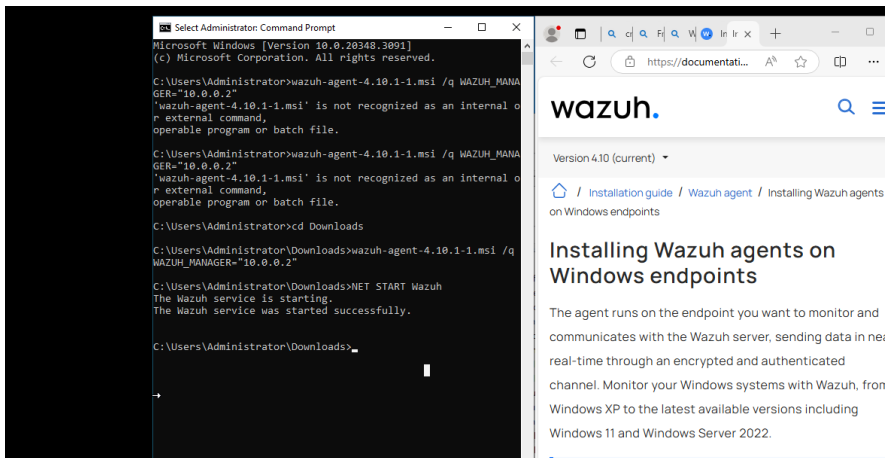 Select Administrator: Command Prompt
Microsoft Windows [Version 10.0.20348.3091]
(c) Microsoft Corporation. All rights reserved.
C:\Users\Administrator>wazuh-agent-4.10.1-1.msi /q WAZUH_MANA
GER="10.0.0.2"
'wazuh-agent-4.10.1-1.msi' is not recognized as an internal o
r external command,
operable program or batch file.
C:\Users\Administrator>wazuh-agent-4.10.1-1.msi /q WAZUH_MANA
GER="10.0.0.2"
'wazuh-agent-4.10.1-1.msi' is not recognized as an internal o
r external command,
operable program or batch file.
C:\Users\Administrator>cd Downloads
C:\Users\Administrator\Downloads>wazuh-agent-4.10.1-1.msi /q
WAZUH_MANAGER="10.0.0.2"
C:\Users\Administrator\Downloads>NET START Wazuh
The Wazuh service is starting.
The Wazuh service was started successfully.
C:\Users\Administrator\Downloads>
https://documentati...
wazuh.
Version 4.10 (current)
/ Installation guide / Wazuh agent / Installing Wazuh agents
on Windows endpoints
Installing Wazuh agents on
Windows endpoints
The agent runs on the endpoint you want to monitor and
communicates with the Wazuh server, sending data in nea
real-time through an encrypted and authenticated
channel. Monitor your Windows systems with Wazuh, from
Windows XP to the latest available versions including
Windows 11 and Windows Server 2022.